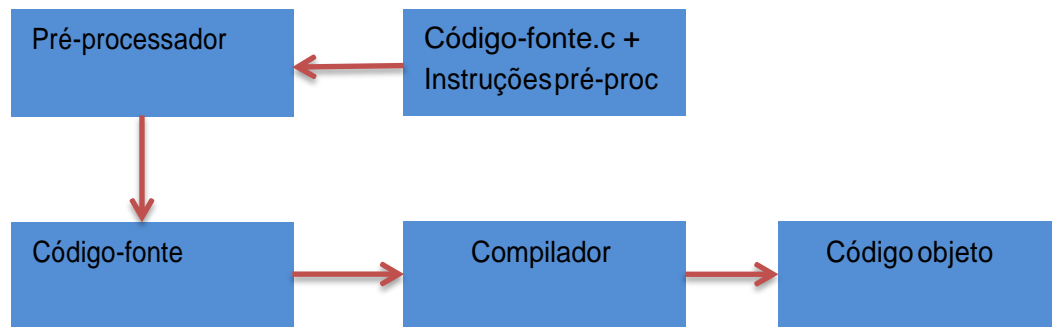 Pré-processador
Código-fonte.c +
Instruçõespré-proc
Código-fonte
Compilador
Código objeto